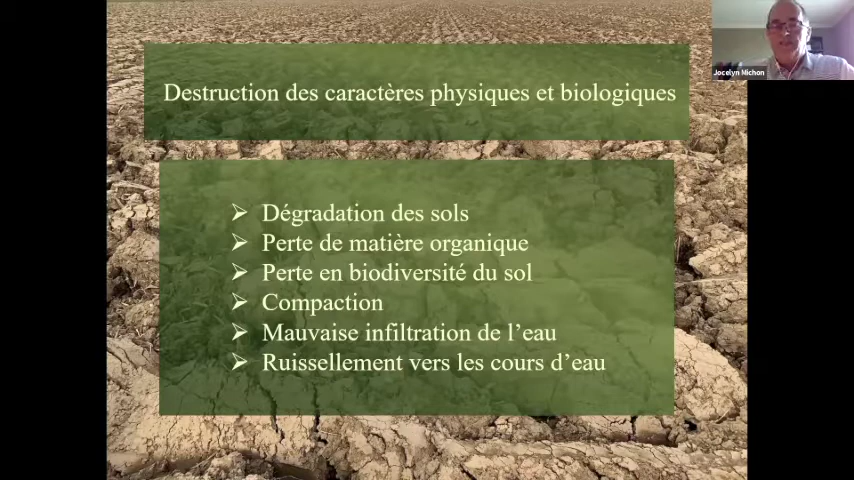 Destruction des caractères physiques et biologiques
Jocelyn Michon
➢ Dégradation des sols
➢ Perte de matière organique
➢ Perte en biodiversité du sol
➢ Compaction
➢ Mauvaise infiltration de l’eau
➢ Ruissellement vers les cours d’eau